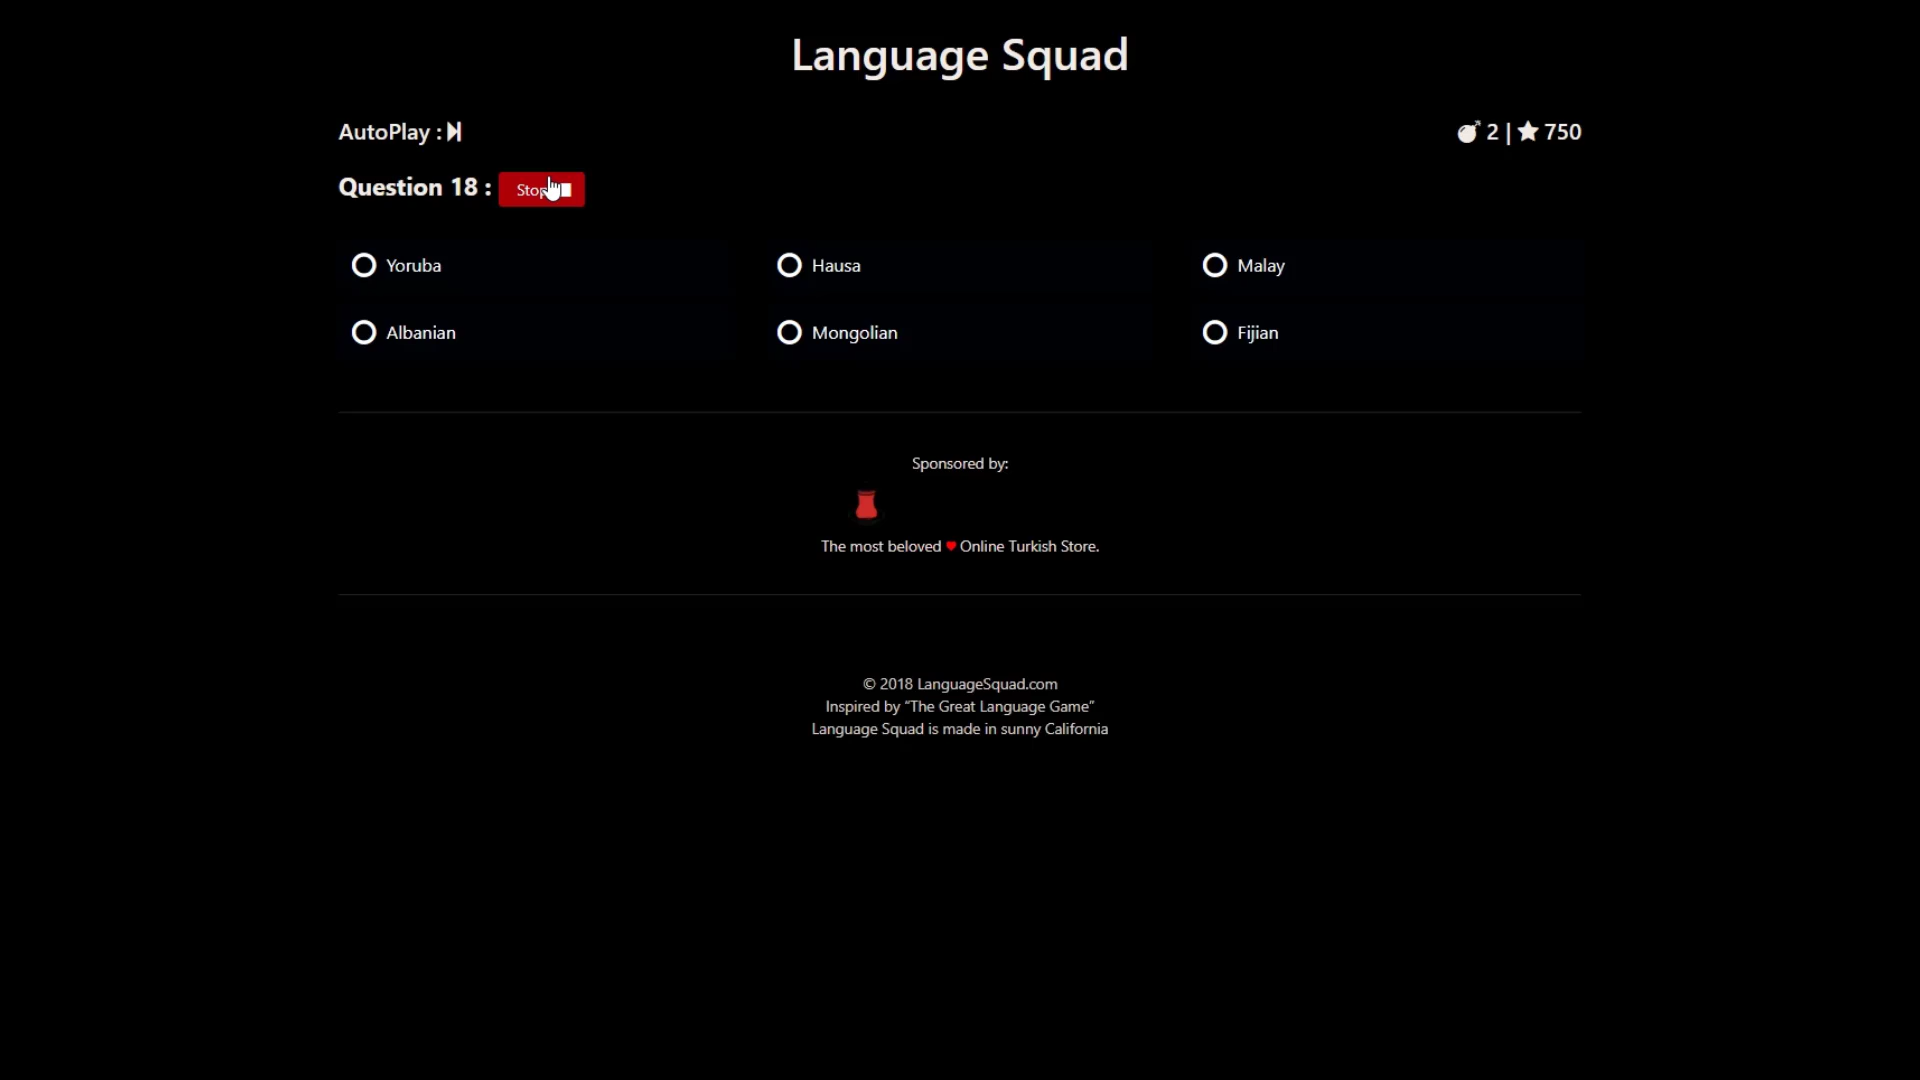 Language Squad
AutoPlay :
2 | 750
Question 18 :
Yoruba
Hausa
Malay
Albanian
Mongolian
Fijian
Sponsored by:
The most beloved Online Turkish Store.
© 2018 LanguageSquad.com
Inspired by “The Great Language Game”
Language Squad is made in sunny California